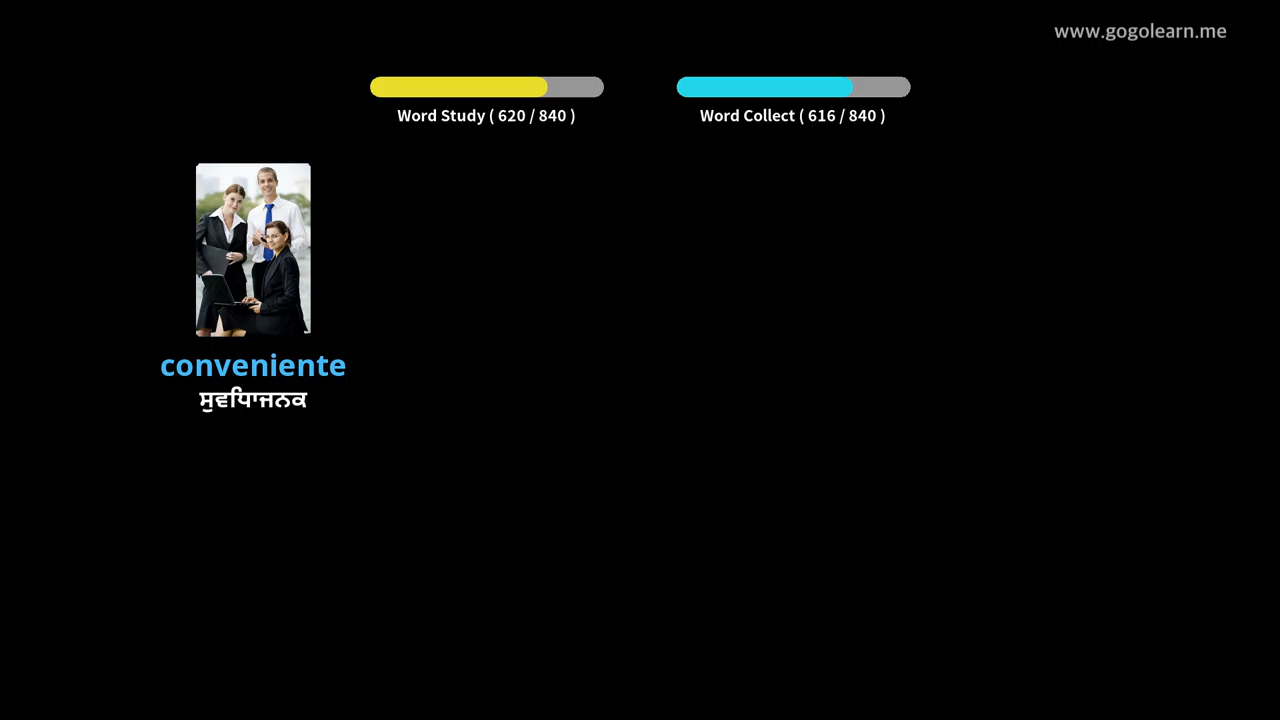 www.gogolearn.me
Word Study ( 620 / 840 )
Word Collect ( 616 / 840 )
conveniente
ਸੁਵਿਧਾਜਨਕ